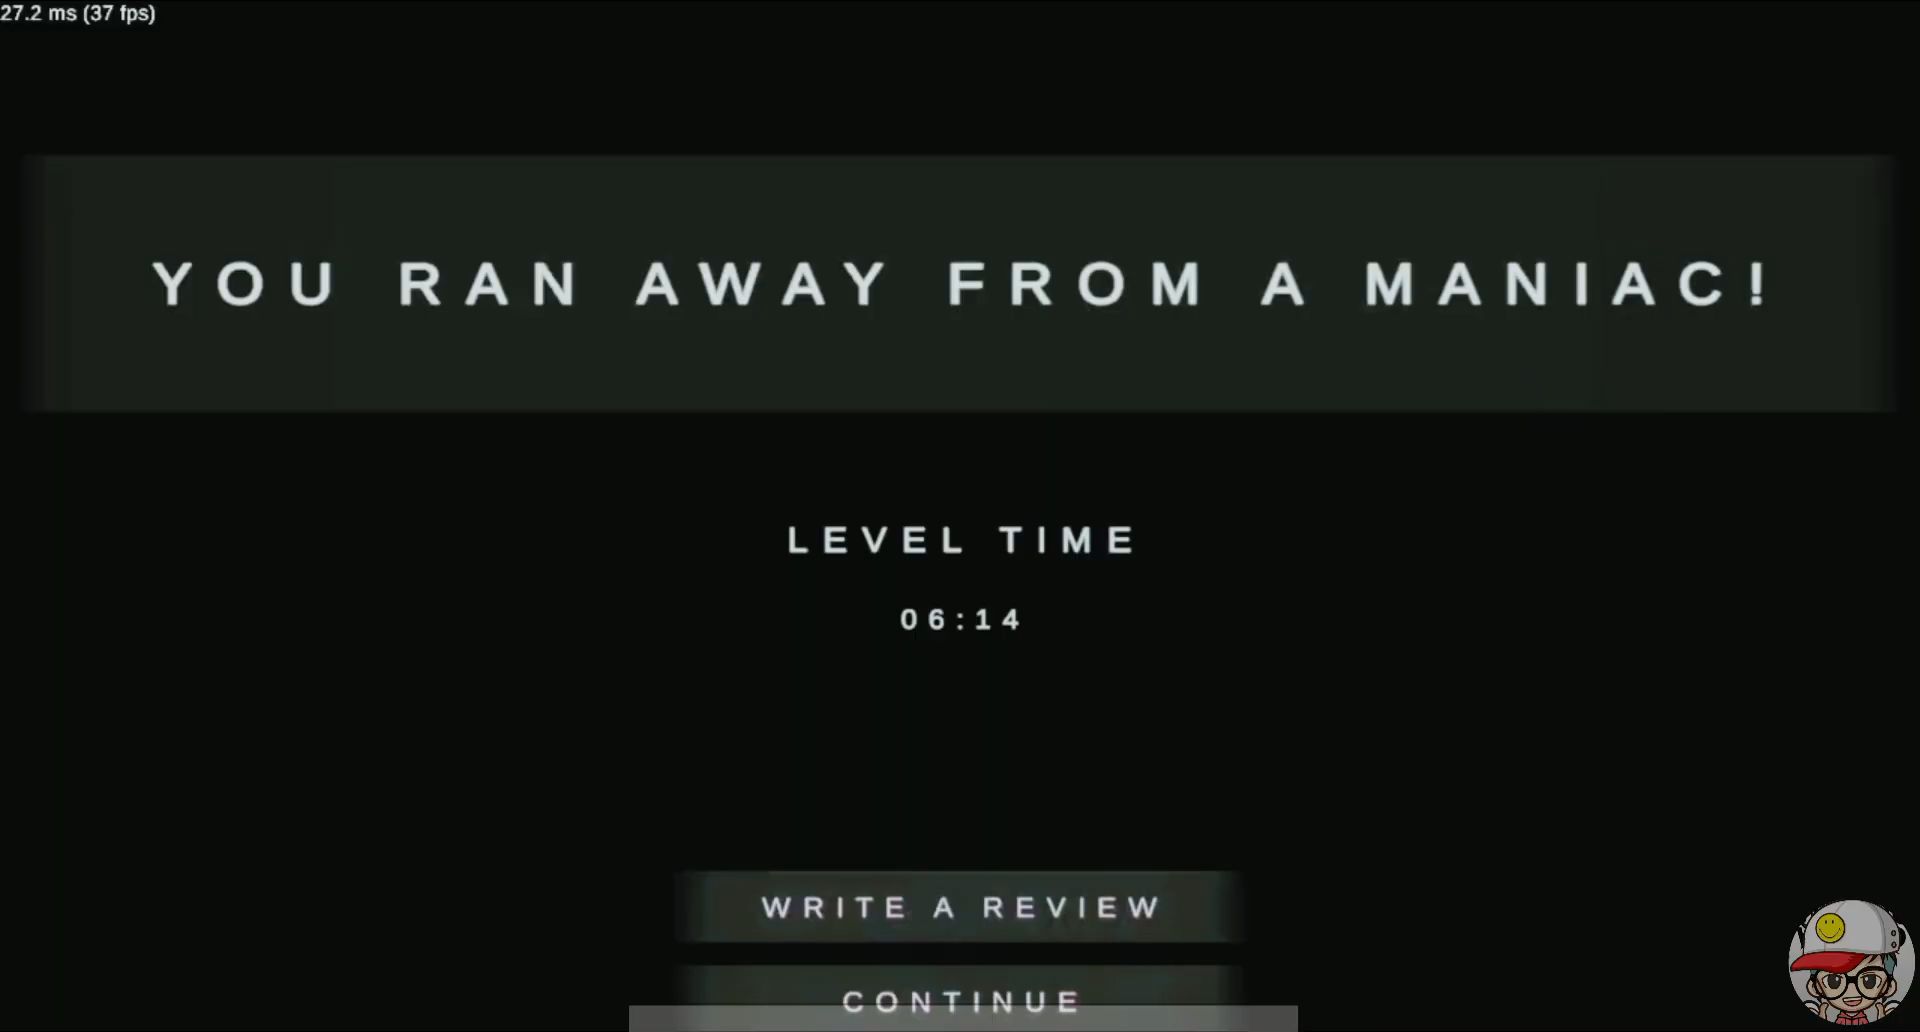 27.2 ms (37 fps)
YOU RAN AWAY FROM A MANIAC!
LEVEL TIME
06:14
WRITE A REVIEW
CONTINUE